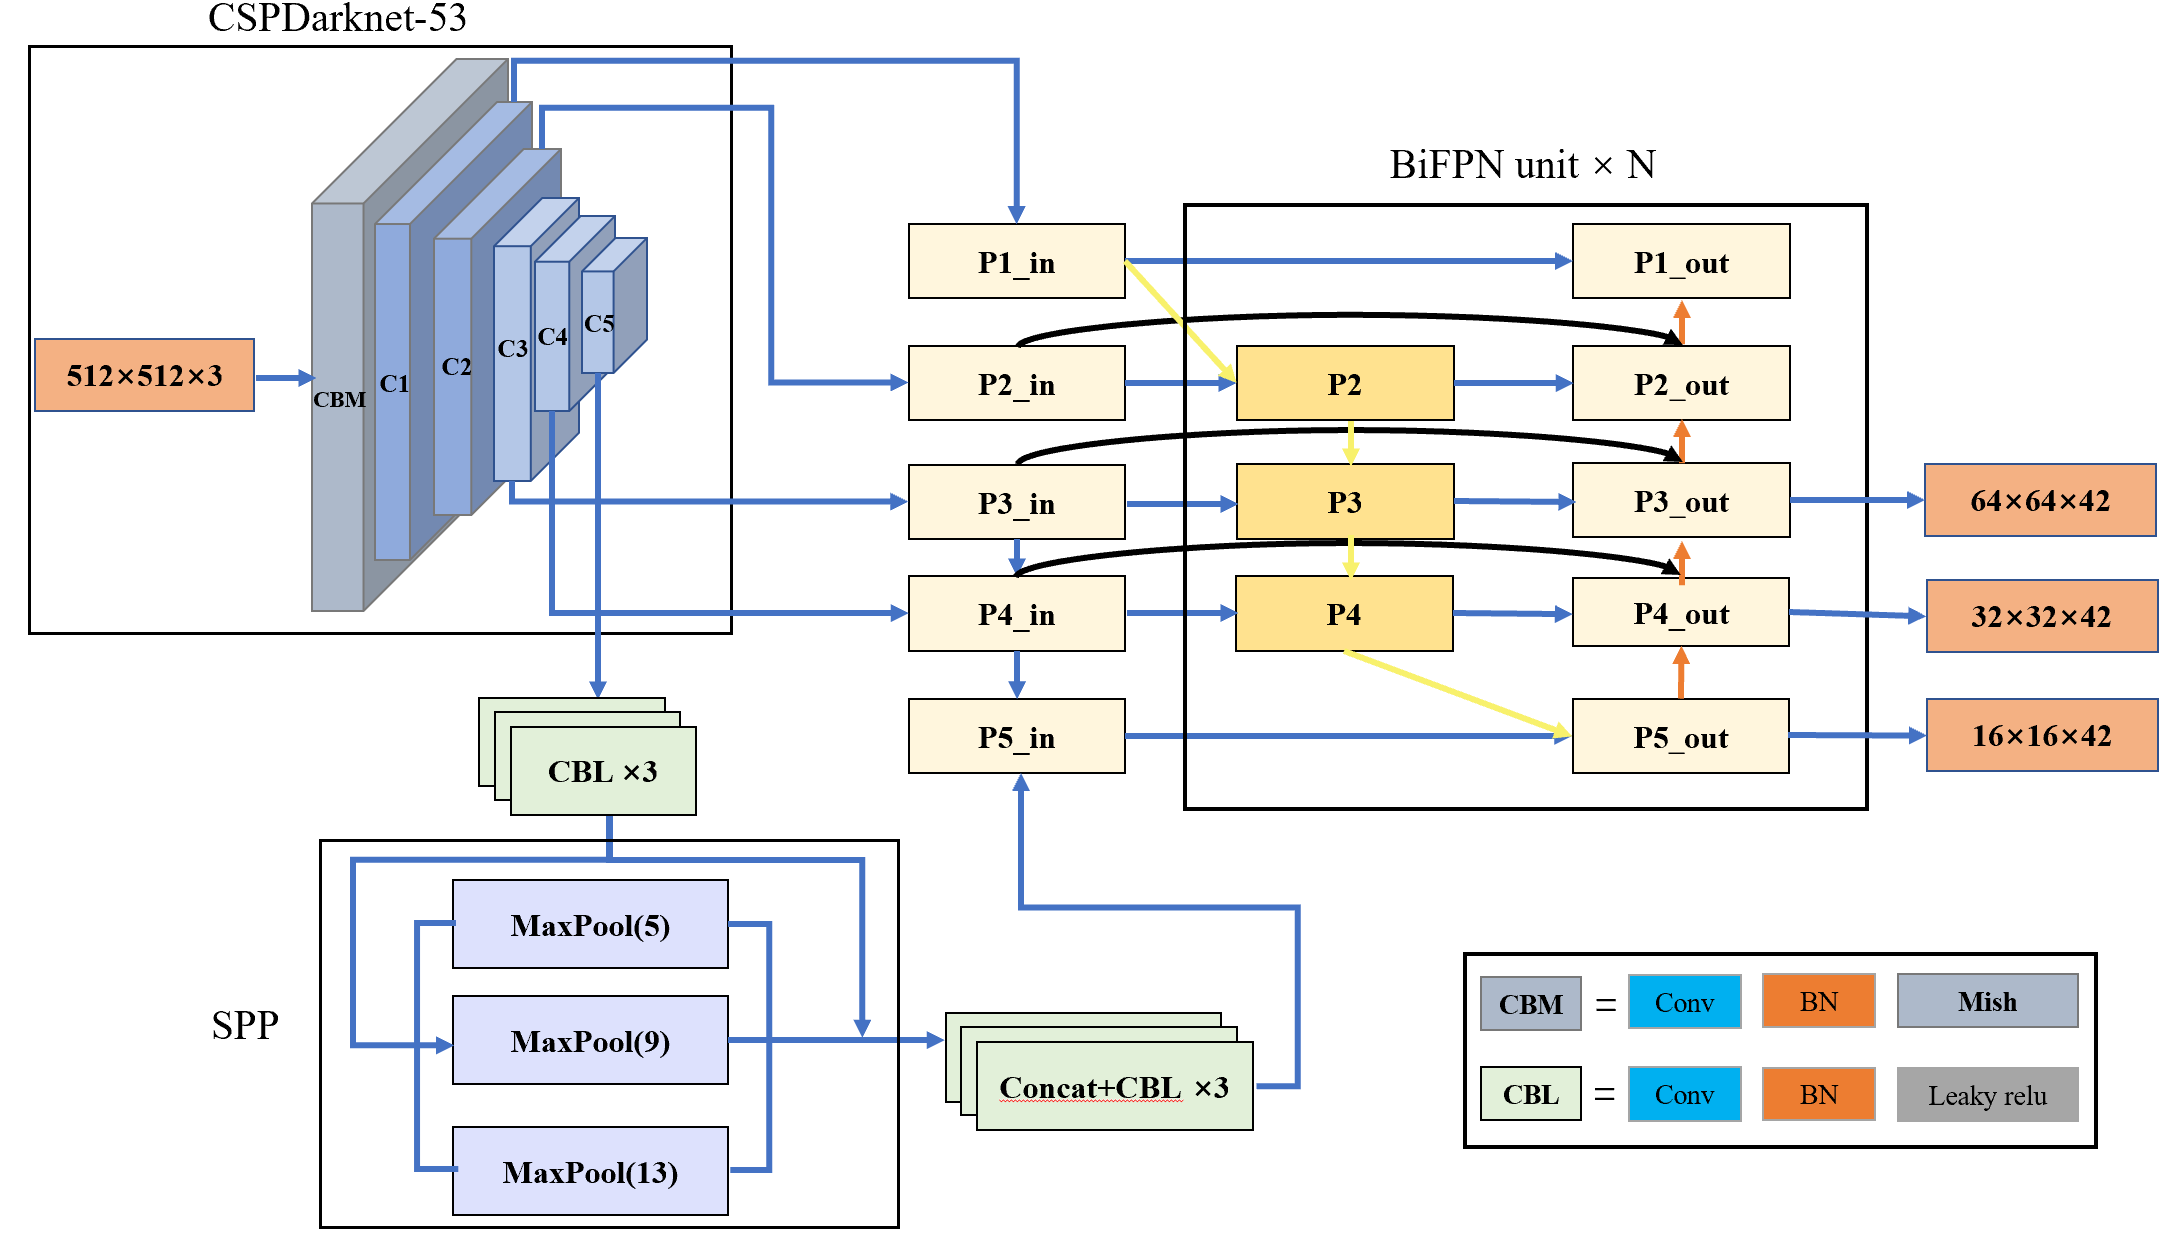 CSPDarknet-53
512×512×3
CBM
C1
C2
C3
C4
C5
BiFPN unit × N
P1_in
P1_out
P2_in
P2
P2_out
P3_in
P3
P3_out
64×64×42
P4_in
P4
P4_out
32×32×42
P5_in
P5_out
16×16×42
CBL ×3
SPP
MaxPool(5)
MaxPool(9)
MaxPool(13)
Concat+CBL ×3
CBM = Conv BN Mish
CBL = Conv BN Leaky relu